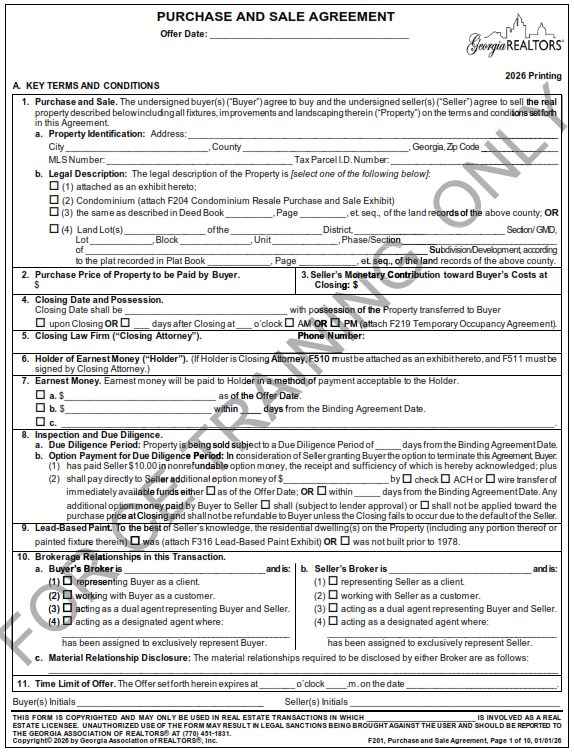 PURCHASE AND SALE AGREEMENT
Offer Date: ____________________
Georgia REALTORS®
2026 Printing
A. KEY TERMS AND CONDITIONS
1. Purchase and Sale. The undersigned buyer(s) ("Buyer") agree to buy and the undersigned seller(s) ("Seller") agree to sell the real
property described below including all fixtures, improvements and landscaping therein ("Property") on the terms and conditions set forth
in this Agreement.
a. Property Identification: Address: ____________________
City ____________________, County ____________________, Georgia, Zip Code __________
MLS Number: ____________________ Tax Parcel I.D. Number: ____________________
b. Legal Description: The legal description of the Property is [select one of the following below]:
☐ (1) attached as an exhibit hereto;
☐ (2) Condominium (attach F204 Condominium Resale Purchase and Sale Exhibit)
☐ (3) the same as described in Deed Book __________, Page __________, et. seq., of the land records of the above county; OR
☐ (4) Land Lot(s) __________ of the __________ District, __________ Section/ GMD,
Lot __________, Block __________, Unit __________, Phase/Section __________
of ____________________ Subdivision/Development, according
to the plat recorded in Plat Book __________, Page __________, et. seq., of the land records of the above county.
2. Purchase Price of Property to be Paid by Buyer.
$
3. Seller's Monetary Contribution toward Buyer's Costs at
Closing: $
4. Closing Date and Possession.
Closing Date shall be ____________________ with possession of the Property transferred to Buyer
☐ upon Closing OR ☐ ___ days after Closing at ___ o'clock ☐ AM OR ☐ PM (attach F219 Temporary Occupancy Agreement).
5. Closing Law Firm ("Closing Attorney"). Phone Number:
6. Holder of Earnest Money ("Holder"). (If Holder is Closing Attorney, F510 must be attached as an exhibit hereto, and F511 must be
signed by Closing Attorney.)
7. Earnest Money. Earnest money will be paid to Holder in a method of payment acceptable to the Holder.
☐ a. $____________________ as of the Offer Date.
☐ b. $____________________ within ___ days from the Binding Agreement Date.
☐ c. ____________________.
8. Inspection and Due Diligence.
a. Due Diligence Period: Property is being sold subject to a Due Diligence Period of _____ days from the Binding Agreement Date.
b. Option Payment for Due Diligence Period: In consideration of Seller granting Buyer the option to terminate this Agreement, Buyer:
(1) has paid Seller $10.00 in nonrefundable option money, the receipt and sufficiency of which is hereby acknowledged; plus
(2) shall pay directly to Seller additional option money of $____________________ by ☐ check ☐ ACH or ☐ wire transfer of
immediately available funds either ☐ as of the Offer Date; OR ☐ within _____ days from the Binding Agreement Date. Any
additional option money paid by Buyer to Seller ☐ shall (subject to lender approval) or ☐ shall not be applied toward the
purchase price at Closing and shall not be refundable to Buyer unless the Closing fails to occur due to the default of the Seller.
9. Lead-Based Paint. To the best of Seller's knowledge, the residential dwelling(s) on the Property (including any portion thereof or
painted fixture therein) ☐ was (attach F316 Lead-Based Paint Exhibit) OR ☐ was not built prior to 1978.
10. Brokerage Relationships in this Transaction.
a. Buyer's Broker is ____________________ and is:
(1) ☐ representing Buyer as a client.
(2) ☐ working with Buyer as a customer.
(3) ☐ acting as a dual agent representing Buyer and Seller.
(4) ☐ acting as a designated agent where:
____________________
has been assigned to exclusively represent Buyer.
b. Seller's Broker is ____________________ and is:
(1) ☐ representing Seller as a client.
(2) ☐ working with Seller as a customer.
(3) ☐ acting as a dual agent representing Buyer and Seller.
(4) ☐ acting as a designated agent where:
____________________
has been assigned to exclusively represent Seller.
c. Material Relationship Disclosure: The material relationships required to be disclosed by either Broker are as follows:
____________________
11. Time Limit of Offer. The Offer set forth herein expires at _______ o'clock ____.m. on the date ____________________.
Buyer(s) Initials ____________________ Seller(s) Initials: ____________________
THIS FORM IS COPYRIGHTED AND MAY ONLY BE USED IN REAL ESTATE TRANSACTIONS IN WHICH ____________________ IS INVOLVED AS A REAL
ESTATE LICENSEE. UNAUTHORIZED USE OF THE FORM MAY RESULT IN LEGAL SANCTIONS BEING BROUGHT AGAINST THE USER AND SHOULD BE REPORTED TO
THE GEORGIA ASSOCIATION OF REALTORS® AT (770) 451-1831.
Copyright© 2026 by Georgia Association of REALTORS®, Inc. F201, Purchase and Sale Agreement, Page 1 of 10, 01/01/26
FOR CE TRAINING ONLY